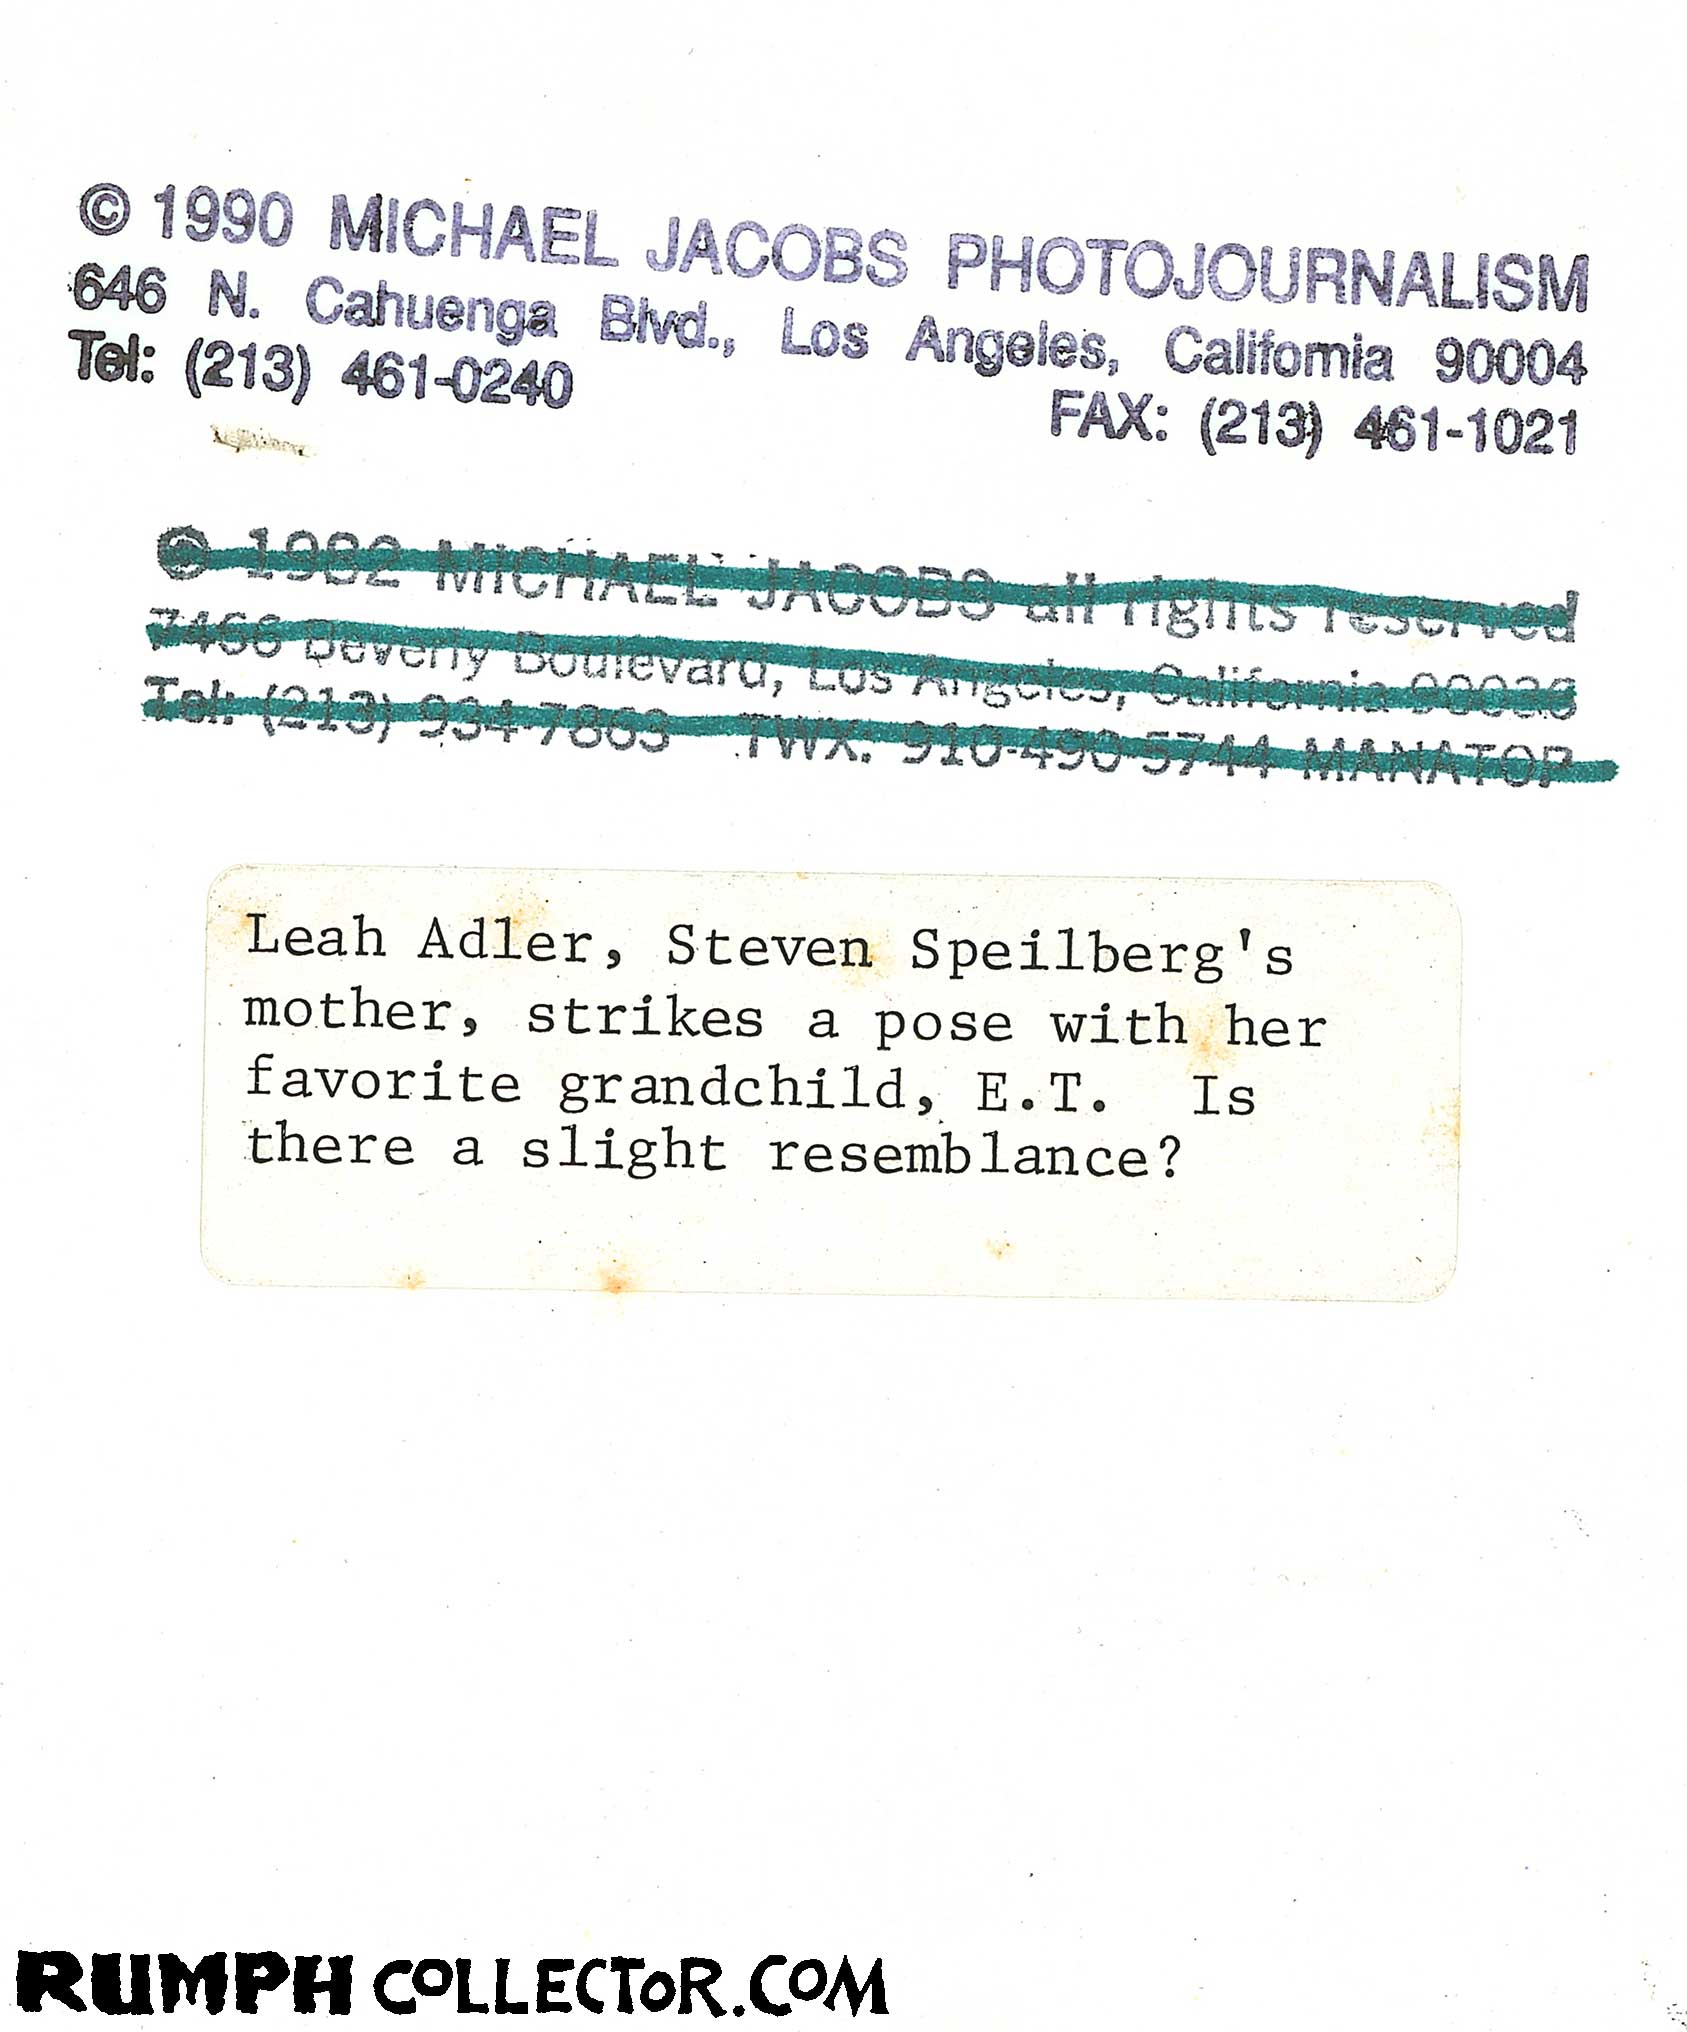 © 1990 MICHAEL JACOBS PHOTOJOURNALISM
646 N. Cahuenga Blvd., Los Angeles, California 90004
Tel: (213) 461-0240 FAX: (213) 461-1021
© 1982 MICHAEL JACOBS all rights reserved
7466 Beverly Boulevard, Los Angeles, California 90036
Tel: (213) 934-7863 TWX: 910-490-5744 MANATOP
Leah Adler, Steven Speilberg's
mother, strikes a pose with her
favorite grandchild, E.T. Is
there a slight resemblance?
RUMPH COLLECTOR.COM